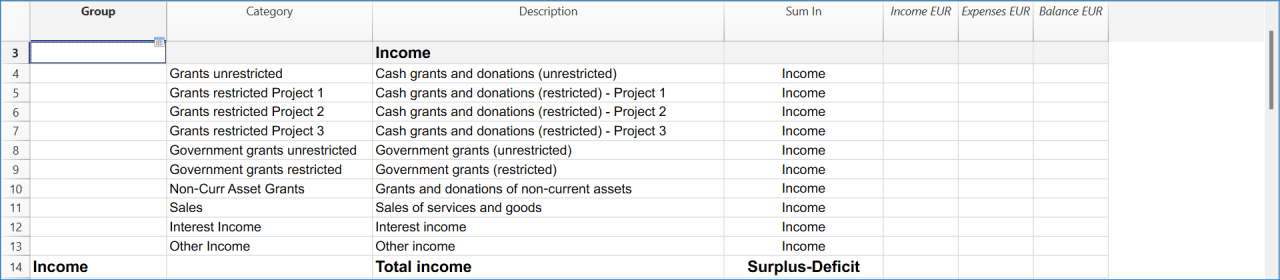 Group Category Description Sum In Income EUR Expenses EUR Balance EUR
3 Income
4 Grants unrestricted Cash grants and donations (unrestricted) Income
5 Grants restricted Project 1 Cash grants and donations (restricted) - Project 1 Income
6 Grants restricted Project 2 Cash grants and donations (restricted) - Project 2 Income
7 Grants restricted Project 3 Cash grants and donations (restricted) - Project 3 Income
8 Government grants unrestricted Government grants (unrestricted) Income
9 Government grants restricted Government grants (restricted) Income
10 Non-Curr Asset Grants Grants and donations of non-current assets Income
11 Sales Sales of services and goods Income
12 Interest Income Interest income Income
13 Other Income Other income Income
14 Income Total income Surplus-Deficit